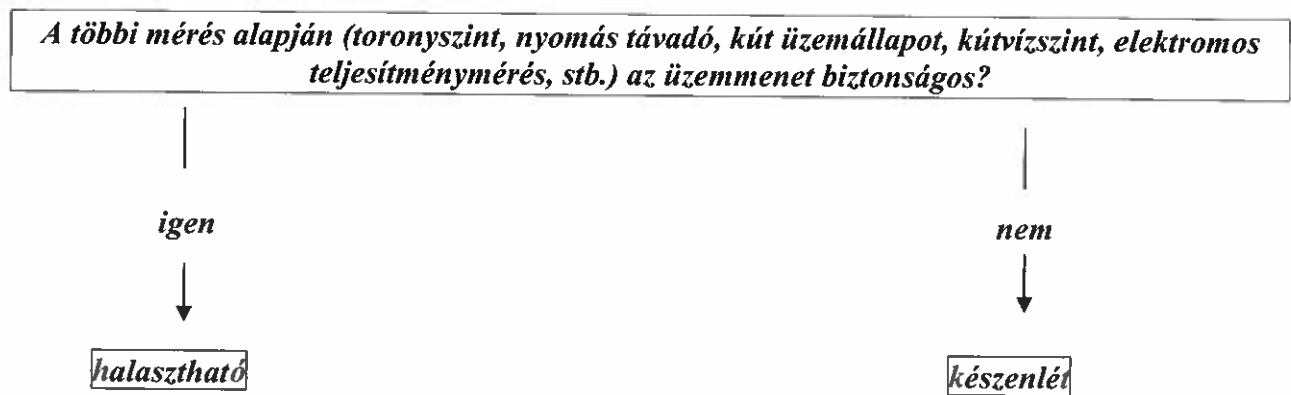 A többi mérés alapján (toronyszint, nyomás távadó, kút üzemállapot, kútvízszint, elektromos
teljesítménymérés, stb.) az üzemmenet biztonságos?
igen
nem
halasztható
készenlét